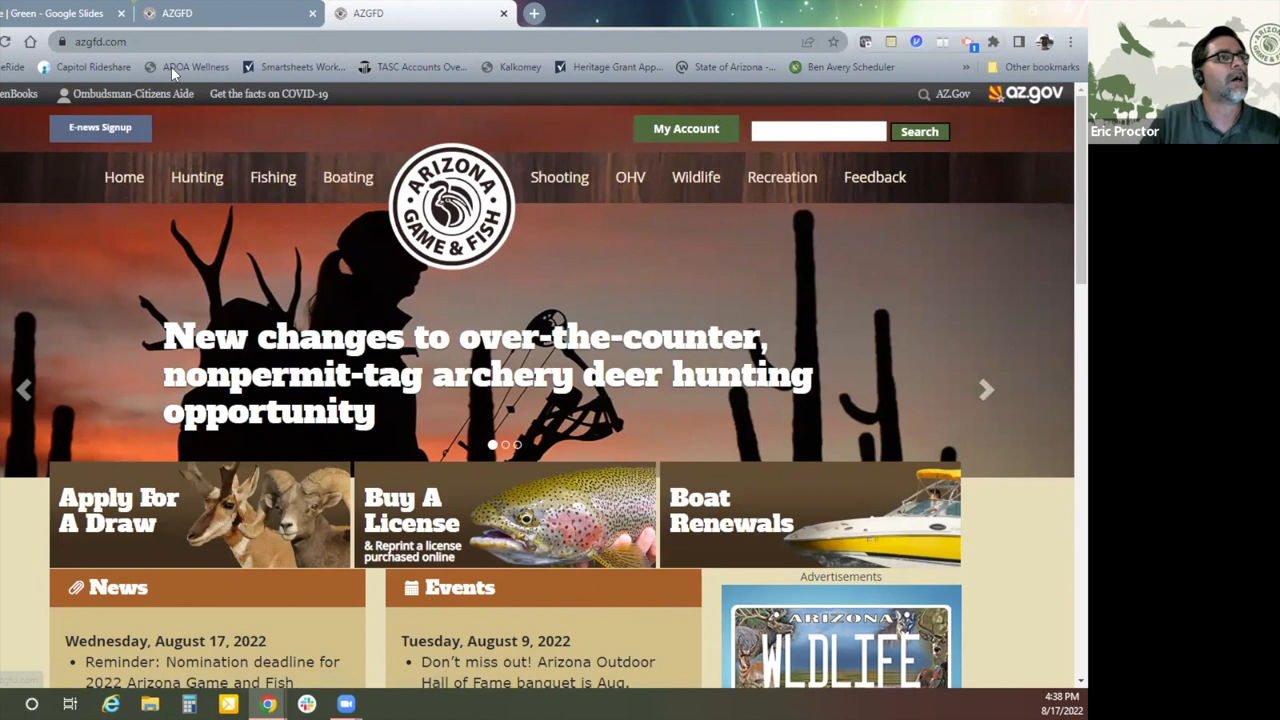 e | Green - Google Slides
AZGFD
AZGFD
azgfd.com
eRide
Capitol Rideshare
ADOA Wellness
Smartsheets Work...
TASC Accounts Ove...
Kalkomey
Heritage Grant App...
State of Arizona -...
Ben Avery Scheduler
»
Other bookmarks
enBooks
Ombudsman-Citizens Aide
Get the facts on COVID-19
AZ.Gov
az.gov
Eric Proctor
E-news Signup
My Account
Search
Home
Hunting
Fishing
Boating
ARIZONA
GAME & FISH
Shooting
OHV
Wildlife
Recreation
Feedback
New changes to over-the-counter,
nonpermit-tag archery deer hunting
opportunity
Apply For
A Draw
Buy A
License
& Reprint a license
purchased online
Boat
Renewals
News
Events
Advertisements
Wednesday, August 17, 2022
Reminder: Nomination deadline for
2022 Arizona Game and Fish
Tuesday, August 9, 2022
Don't miss out! Arizona Outdoor
Hall of Fame banquet is Aug.
ARIZONA
WLDLIFE
4:38 PM
8/17/2022